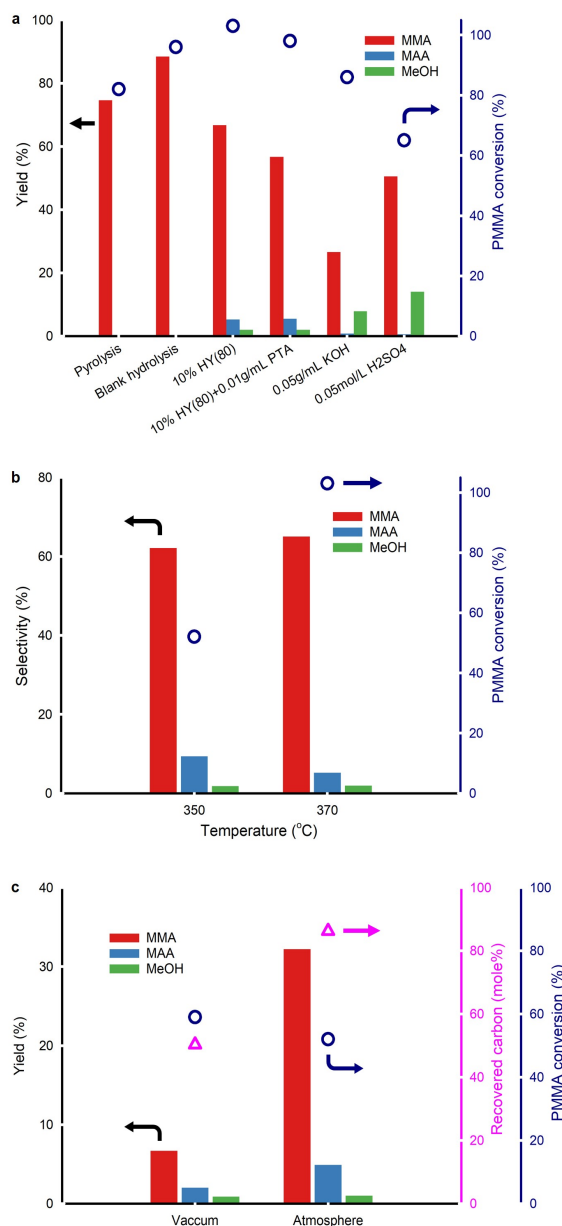 a
100
80
60
40
20
0
Yield (%)
MMA
MAA
MeOH
100
80
60
40
20
0
PMMA conversion (%)
Pyrolysis
Blank hydrolysis
10% HY(80)
10% HY(80)+0.01g/mL PTA
0.05g/mL KOH
0.05mol/L H2SO4
b
80
60
40
20
0
Selectivity (%)
MMA
MAA
MeOH
100
80
60
40
20
0
PMMA conversion (%)
350
370
Temperature (°C)
c
40
30
20
10
0
Yield (%)
MMA
MAA
MeOH
100
80
60
40
20
0
Recovered carbon (mole%)
100
80
60
40
20
0
PMMA conversion (%)
Vaccum
Atmosphere